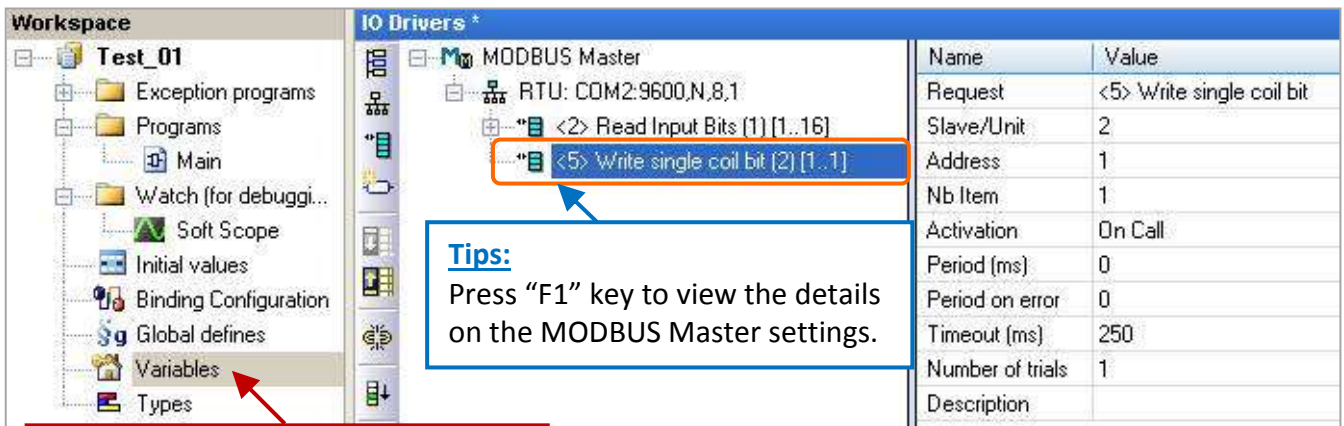 Workspace
Test_01
Exception programs
Programs
Main
Watch (for debuggi...
Soft Scope
Initial values
Binding Configuration
Global defines
Variables
Types
IO Drivers *
MODBUS Master
RTU: COM2:9600,N,8,1
<2> Read Input Bits (1) [1..16]
<5> Write single coil bit (2) [1..1]
Tips:
Press “F1” key to view the details
on the MODBUS Master settings.
Name Value
Request <5> Write single coil bit
Slave/Unit 2
Address 1
Nb Item 1
Activation On Call
Period (ms) 0
Period on error 0
Timeout (ms) 250
Number of trials 1
Description